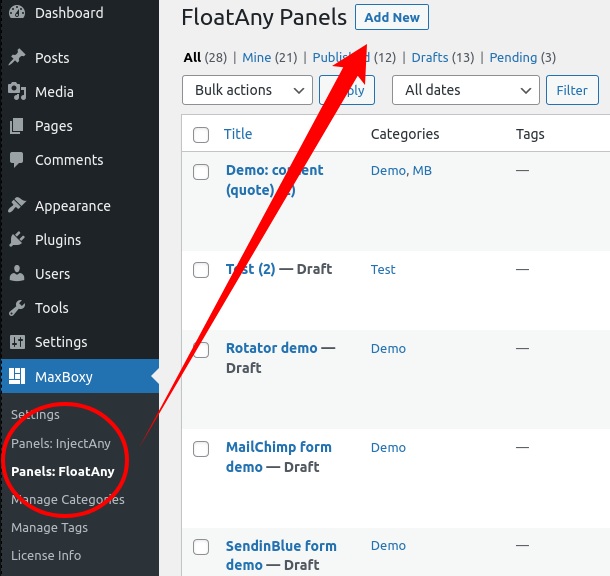 Dashboard
Posts
Media
Pages
Comments
Appearance
Plugins
Users
Tools
Settings
MaxBoxy
Settings
Panels: InjectAny
Panels: FloatAny
Manage Categories
Manage Tags
License Info
FloatAny Panels Add New
All (28) | Mine (21) | Published (12) | Drafts (13) | Pending (3)
Bulk actions All dates Filter
Title Categories Tags
Demo: content Demo, MB —
(quote)
Test (2) — Draft Test —
Rotator demo — Demo —
Draft
MailChimp form Demo —
demo — Draft
SendinBlue form Demo —
demo — Draft